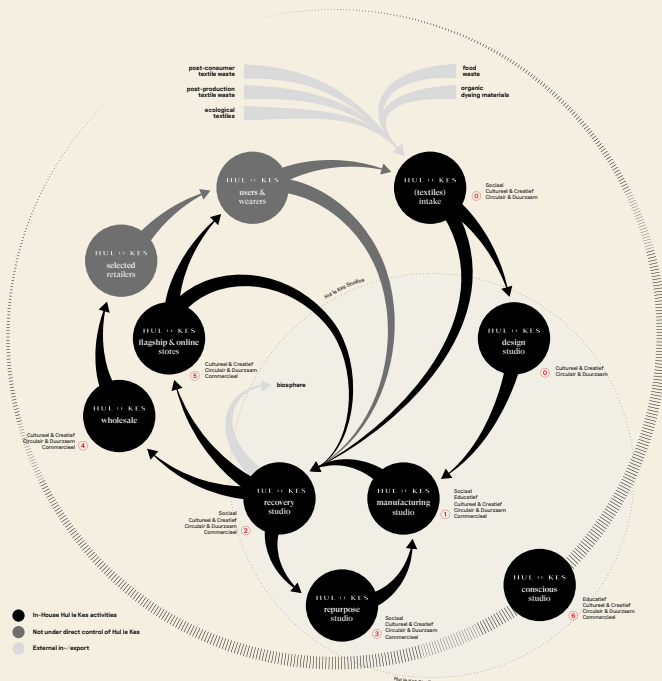 post-consumer
textile waste
post-production
textile waste
ecological
textiles
food
waste
organic
dyeing materials
HUL le KES
users &
wearers
HUL le KES
(textiles)
intake
0
Sociaal
Cultureel & Creatief
Circulair & Duurzaam
HUL le KES
selected
retailers
Hul le Kes Studios
HUL le KES
flagship & online
stores
5
Cultureel & Creatief
Circulair & Duurzaam
Commercieel
HUL le KES
design
studio
0
Cultureel & Creatief
Circulair & Duurzaam
biosphere
HUL le KES
wholesale
4
Cultureel & Creatief
Circulair & Duurzaam
Commercieel
HUL le KES
recovery
studio
2
Sociaal
Cultureel & Creatief
Circulair & Duurzaam
Commercieel
HUL le KES
manufacturing
studio
1
Sociaal
Educatief
Cultureel & Creatief
Circulair & Duurzaam
Commercieel
HUL le KES
repurpose
studio
3
Sociaal
Cultureel & Creatief
Circulair & Duurzaam
Commercieel
HUL le KES
conscious
studio
6
Educatief
Cultureel & Creatief
Circulair & Duurzaam
Commercieel
In-House Hul le Kes activities
Not under direct control of Hul le Kes
External in-/export